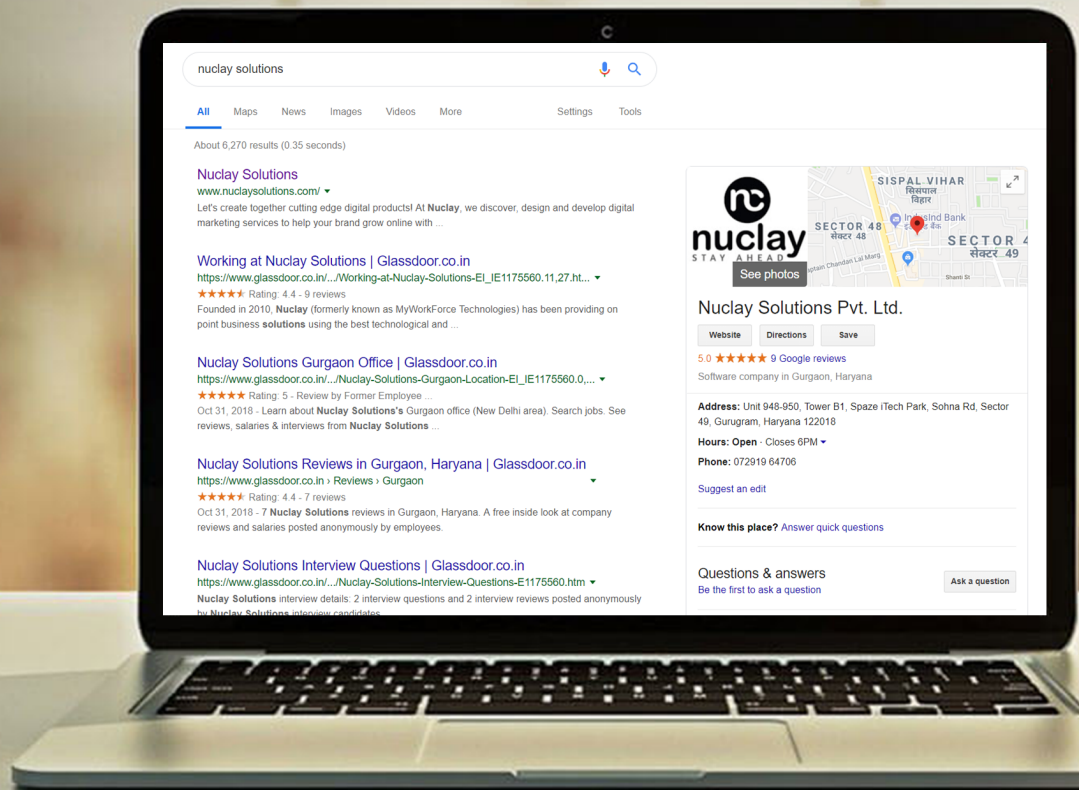 nuclay solutions
All Maps News Images Videos More Settings Tools
About 6,270 results (0.35 seconds)
Nuclay Solutions
www.nuclaysolutions.com/
Let's create together cutting edge digital products! At Nuclay, we discover, design and develop digital
marketing services to help your brand grow online with ...
Working at Nuclay Solutions | Glassdoor.co.in
https://www.glassdoor.co.in/.../Working-at-Nuclay-Solutions-EI_IE1175560.11,27.ht...
Rating: 4.4 - 9 reviews
Founded in 2010, Nuclay (formerly known as MyWorkForce Technologies) has been providing on
point business solutions using the best technological and ...
Nuclay Solutions Gurgaon Office | Glassdoor.co.in
https://www.glassdoor.co.in/.../Nuclay-Solutions-Gurgaon-Location-EI_IE1175560.0,...
Rating: 5 - Review by Former Employee ...
Oct 31, 2018 - Learn about Nuclay Solutions's Gurgaon office (New Delhi area). Search jobs. See
reviews, salaries & interviews from Nuclay Solutions ...
Nuclay Solutions Reviews in Gurgaon, Haryana | Glassdoor.co.in
https://www.glassdoor.co.in › Reviews › Gurgaon
Rating: 4.4 - 7 reviews
Oct 31, 2018 - 7 Nuclay Solutions reviews in Gurgaon, Haryana. A free inside look at company
reviews and salaries posted anonymously by employees.
Nuclay Solutions Interview Questions | Glassdoor.co.in
https://www.glassdoor.co.in/.../Nuclay-Solutions-Interview-Questions-E1175560.htm
Nuclay Solutions interview details: 2 interview questions and 2 interview reviews posted anonymously
by Nuclay Solutions interview candidates
nc
nuclay
STAY AHEAD
See photos
SISPAL VIHAR
सिसपाल
विहार
Bank
SECTOR 48
सेक्टर 48
SECTOR 4
सेक्टर 49
Chandan Lal Marg
Shanti St
Nuclay Solutions Pvt. Ltd.
Website Directions Save
5.0 9 Google reviews
Software company in Gurgaon, Haryana
Address: Unit 948-950, Tower B1, Spaze iTech Park, Sohna Rd, Sector
49, Gurugram, Haryana 122018
Hours: Open · Closes 6PM
Phone: 072919 64706
Suggest an edit
Know this place? Answer quick questions
Questions & answers
Be the first to ask a question
Ask a question